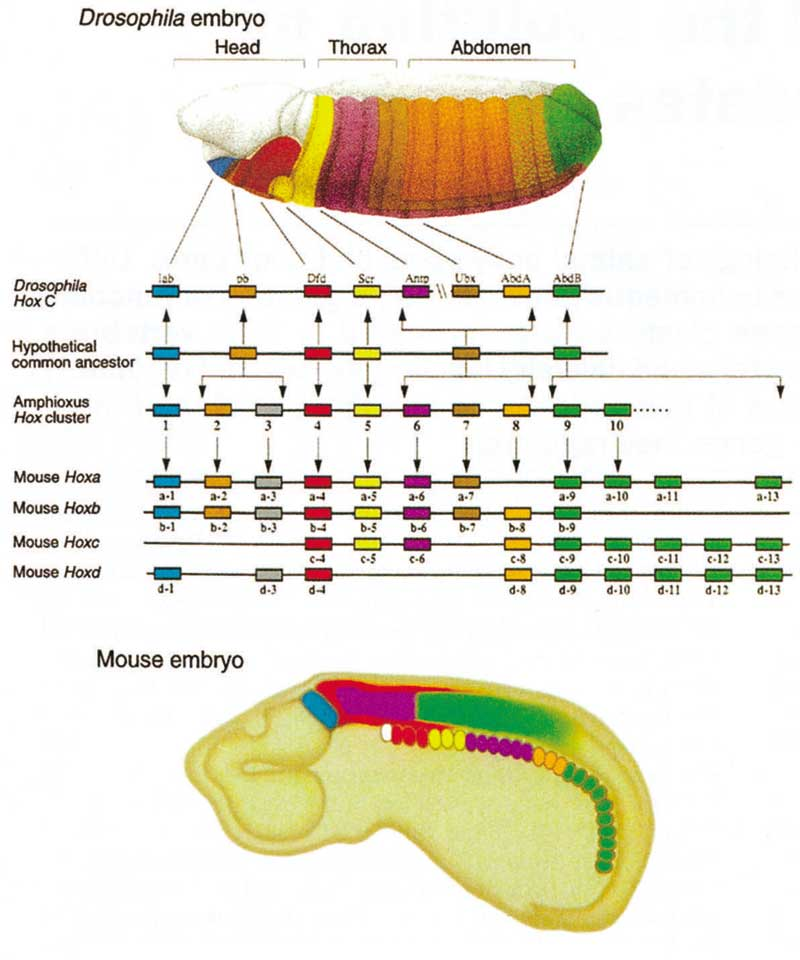 Drosophila embryo
Head Thorax Abdomen
lab pb Dfd Scr Antp Ubx AbdA AbdB
Drosophila
Hox C
Hypothetical
common ancestor
Amphioxus
Hox cluster
1 2 3 4 5 6 7 8 9 10
Mouse Hoxa
a-1 a-2 a-3 a-4 a-5 a-6 a-7 a-9 a-10 a-11 a-13
Mouse Hoxb
b-1 b-2 b-3 b-4 b-5 b-6 b-7 b-8 b-9
Mouse Hoxc
c-4 c-5 c-6 c-8 c-9 c-10 c-11 c-12 c-13
Mouse Hoxd
d-1 d-3 d-4 d-8 d-9 d-10 d-11 d-12 d-13
Mouse embryo